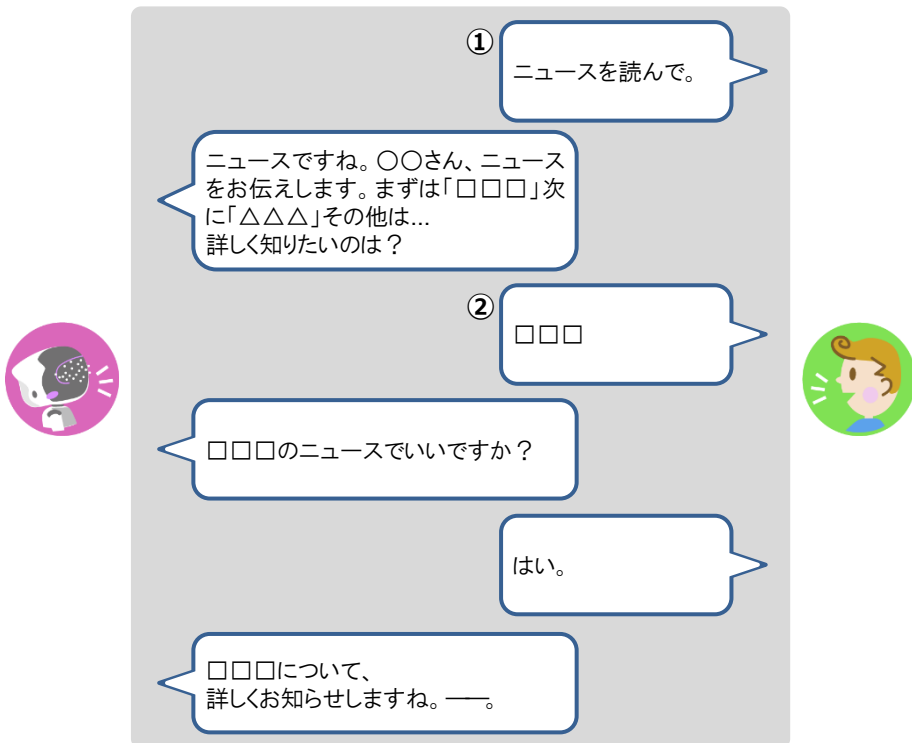 ①
ニュースを読んで。
ニュースですね。〇〇さん、ニュース
をお伝えします。まずは「□□□」次
に「△△△」その他は...
詳しく知りたいのは？
②
□□□
□□□のニュースでいいですか？
はい。
□□□について、
詳しくお知らせしますね。――。